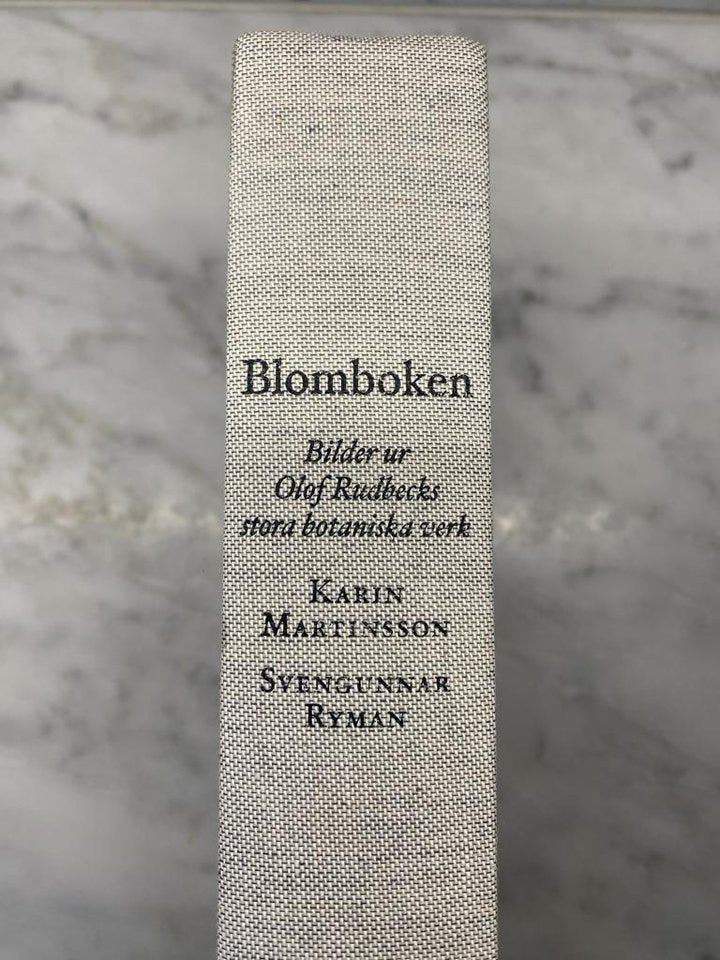 Blomboken
Bilder ur
Olof Rudbecks
stora botaniska verk
KARIN
MARTINSSON
SVENGUNNAR
RYMAN